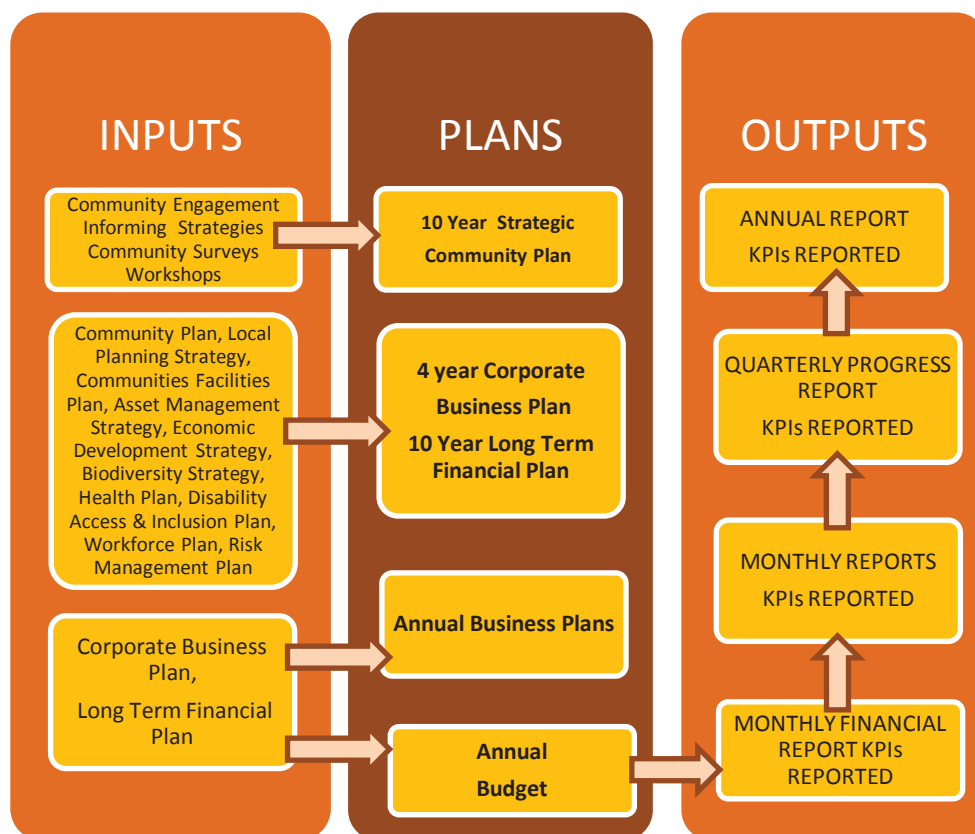 INPUTS
Community Engagement
Informing Strategies
Community Surveys
Workshops
Community Plan, Local
Planning Strategy,
Communities Facilities
Plan, Asset Management
Strategy, Economic
Development Strategy,
Biodiversity Strategy,
Health Plan, Disability
Access & Inclusion Plan,
Workforce Plan, Risk
Management Plan
Corporate Business
Plan,
Long Term Financial
Plan
PLANS
10 Year Strategic
Community Plan
4 year Corporate
Business Plan
10 Year Long Term
Financial Plan
Annual Business Plans
Annual
Budget
OUTPUTS
ANNUAL REPORT
KPIs REPORTED
QUARTERLY PROGRESS
REPORT
KPIs REPORTED
MONTHLY REPORTS
KPIs REPORTED
MONTHLY FINANCIAL
REPORT KPIs
REPORTED